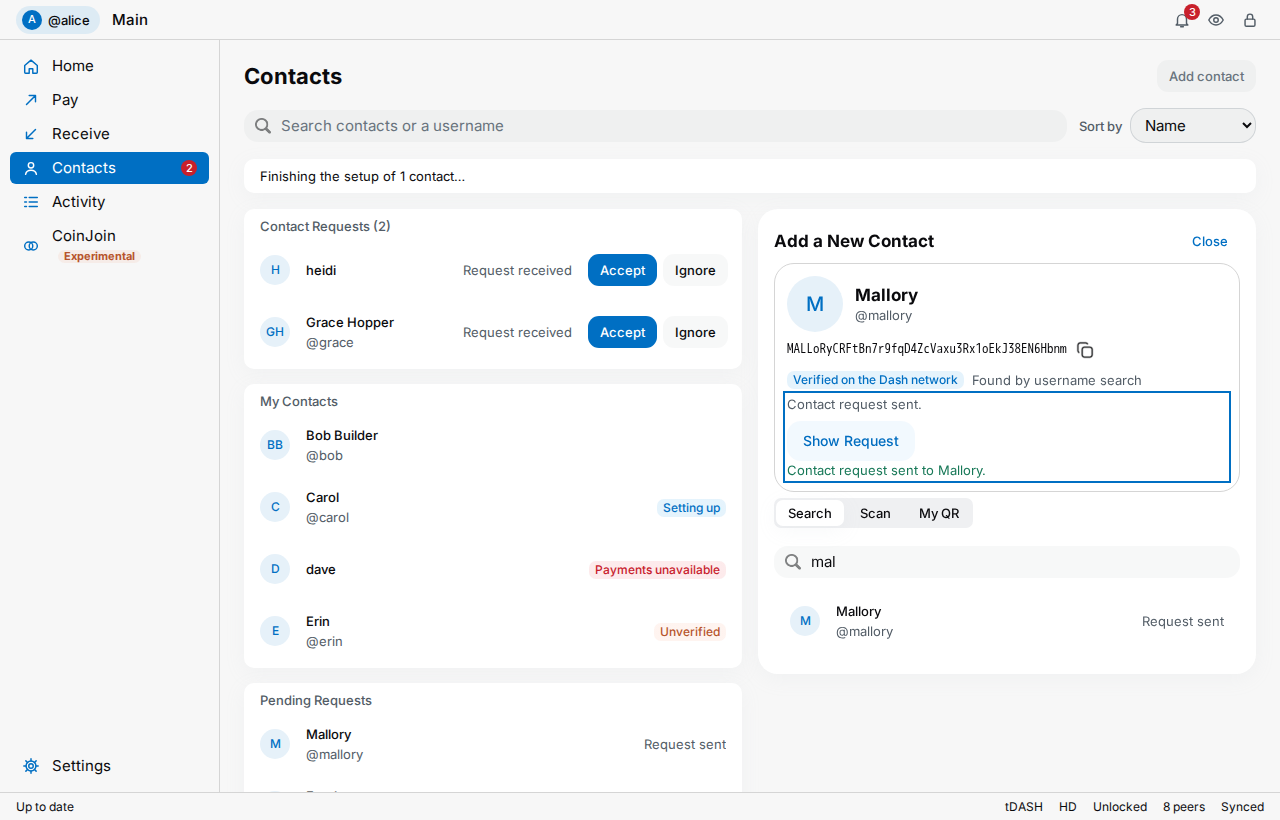 A @alice Main
3
Home
Pay
Receive
Contacts 2
Activity
CoinJoin
Experimental
Settings
Contacts
Add contact
Search contacts or a username
Sort by Name
Finishing the setup of 1 contact...
Contact Requests (2)
H heidi Request received Accept Ignore
GH Grace Hopper
@grace Request received Accept Ignore
My Contacts
BB Bob Builder
@bob
C Carol
@carol Setting up
D dave Payments unavailable
E Erin
@erin Unverified
Pending Requests
M Mallory
@mallory Request sent
Add a New Contact Close
M Mallory
@mallory
MALLoRyCRFtBn7r9fqD4ZcVaxu3Rx1oEkJ38EN6Hbnm
Verified on the Dash network Found by username search
Contact request sent.
Show Request
Contact request sent to Mallory.
Search Scan My QR
mal
M Mallory
@mallory Request sent
Up to date
tDASH HD Unlocked 8 peers Synced